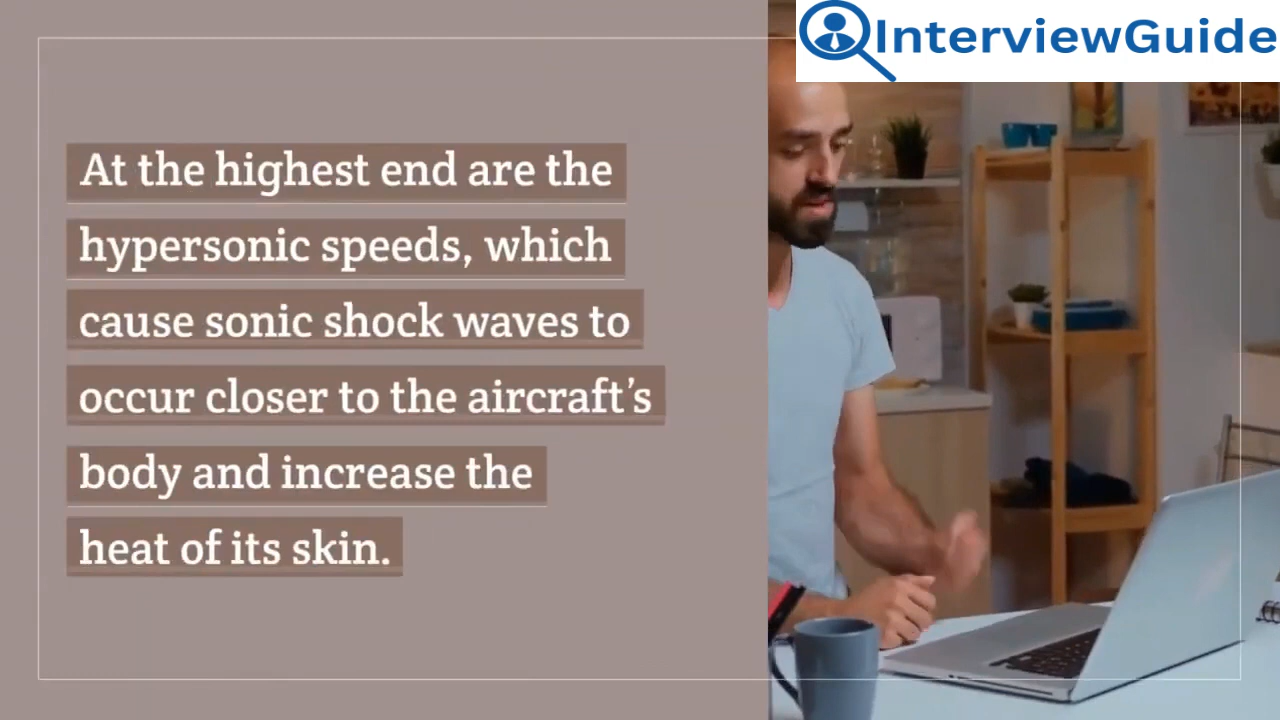 InterviewGuide
At the highest end are the
hypersonic speeds, which
cause sonic shock waves to
occur closer to the aircraft’s
body and increase the
heat of its skin.